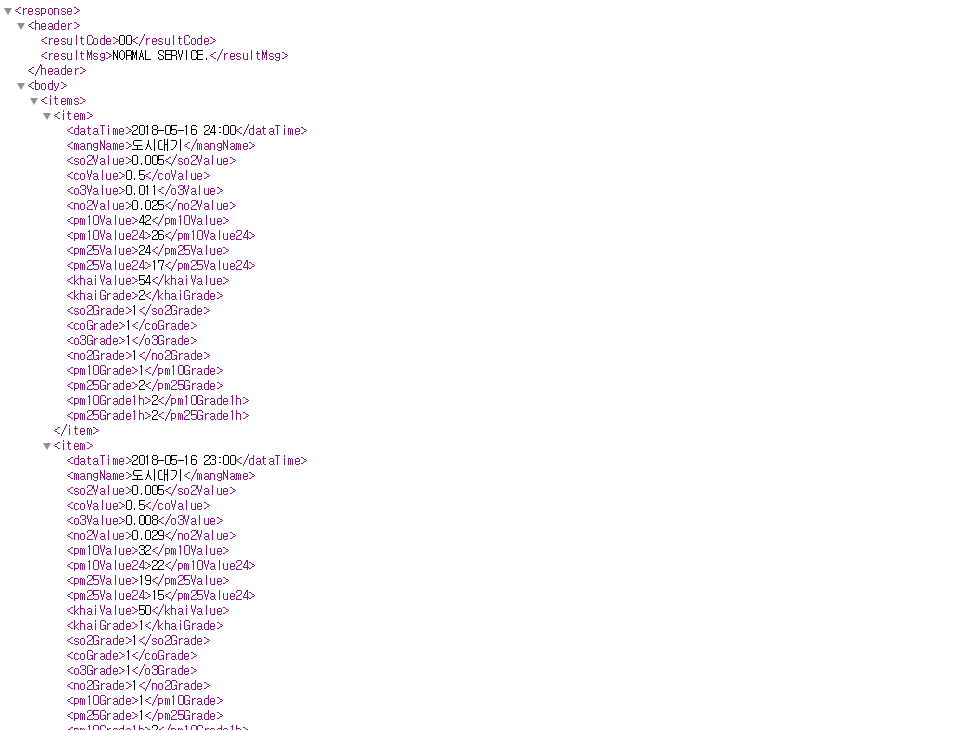 <response>
<header>
<resultCode>00</resultCode>
<resultMsg>NORMAL SERVICE.</resultMsg>
</header>
<body>
<items>
<item>
<dataTime>2018-05-16 24:00</dataTime>
<mangName>도시대기</mangName>
<so2Value>0.005</so2Value>
<coValue>0.5</coValue>
<o3Value>0.011</o3Value>
<no2Value>0.025</no2Value>
<pm10Value>42</pm10Value>
<pm10Value24>26</pm10Value24>
<pm25Value>24</pm25Value>
<pm25Value24>17</pm25Value24>
<khaiValue>54</khaiValue>
<khaiGrade>2</khaiGrade>
<so2Grade>1</so2Grade>
<coGrade>1</coGrade>
<o3Grade>1</o3Grade>
<no2Grade>1</no2Grade>
<pm10Grade>1</pm10Grade>
<pm25Grade>2</pm25Grade>
<pm10Grade1h>2</pm10Grade1h>
<pm25Grade1h>2</pm25Grade1h>
</item>
<item>
<dataTime>2018-05-16 23:00</dataTime>
<mangName>도시대기</mangName>
<so2Value>0.005</so2Value>
<coValue>0.5</coValue>
<o3Value>0.008</o3Value>
<no2Value>0.029</no2Value>
<pm10Value>32</pm10Value>
<pm10Value24>22</pm10Value24>
<pm25Value>19</pm25Value>
<pm25Value24>15</pm25Value24>
<khaiValue>50</khaiValue>
<khaiGrade>1</khaiGrade>
<so2Grade>1</so2Grade>
<coGrade>1</coGrade>
<o3Grade>1</o3Grade>
<no2Grade>1</no2Grade>
<pm10Grade>1</pm10Grade>
<pm25Grade>1</pm25Grade>